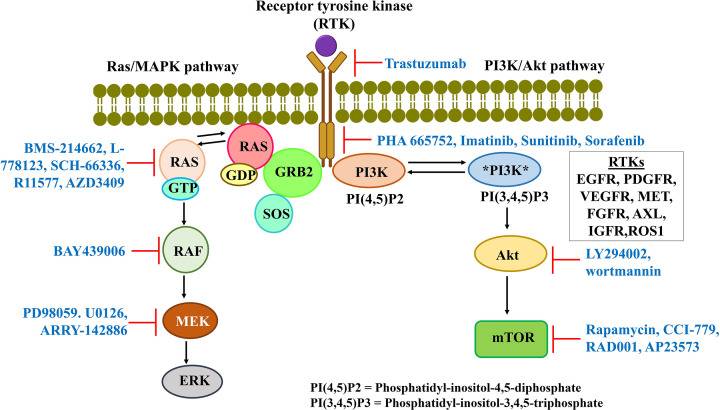 Receptor tyrosine kinase
(RTK)
Ras/MAPK pathway
Trastuzumab
PI3K/Akt pathway
BMS-214662, L-
778123, SCH-66336,
R11577, AZD3409
RAS
GTP
RAS
GDP
GRB2
SOS
PHA 665752, Imatinib, Sunitinib, Sorafenib
PI3K
PI(4,5)P2
*PI3K*
PI(3,4,5)P3
RTKs
EGFR, PDGFR,
VEGFR, MET,
FGFR, AXL,
IGFR,ROS1
BAY439006
RAF
Akt
LY294002,
wortmannin
PD98059. U0126,
ARRY-142886
MEK
mTOR
Rapamycin, CCI-779,
RAD001, AP23573
ERK
PI(4,5)P2 = Phosphatidyl-inositol-4,5-diphosphate
PI(3,4,5)P3 = Phosphatidyl-inositol-3,4,5-triphosphate